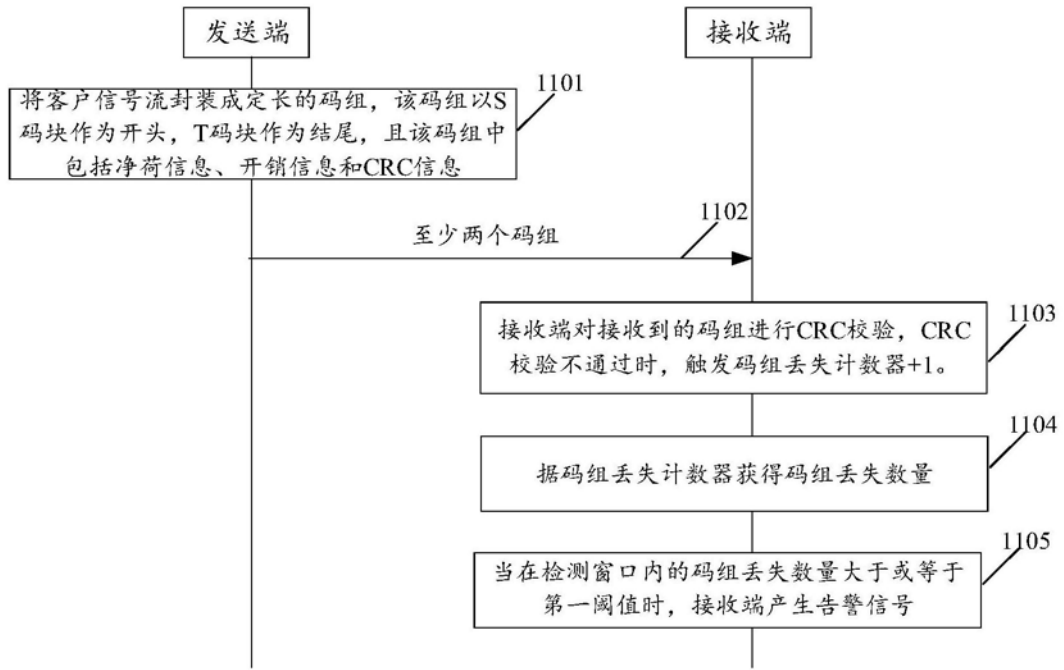 发送端
接收端
1101
将客户信号流封装成定长的码组，该码组以S
码块作为开头，T码块作为结尾，且该码组中
包括净荷信息、开销信息和CRC信息
1102
至少两个码组
1103
接收端对接收到的码组进行CRC校验，CRC
校验不通过时，触发码组丢失计数器+1。
1104
据码组丢失计数器获得码组丢失数量
1105
当在检测窗口内的码组丢失数量大于或等于
第一阈值时，接收端产生告警信号